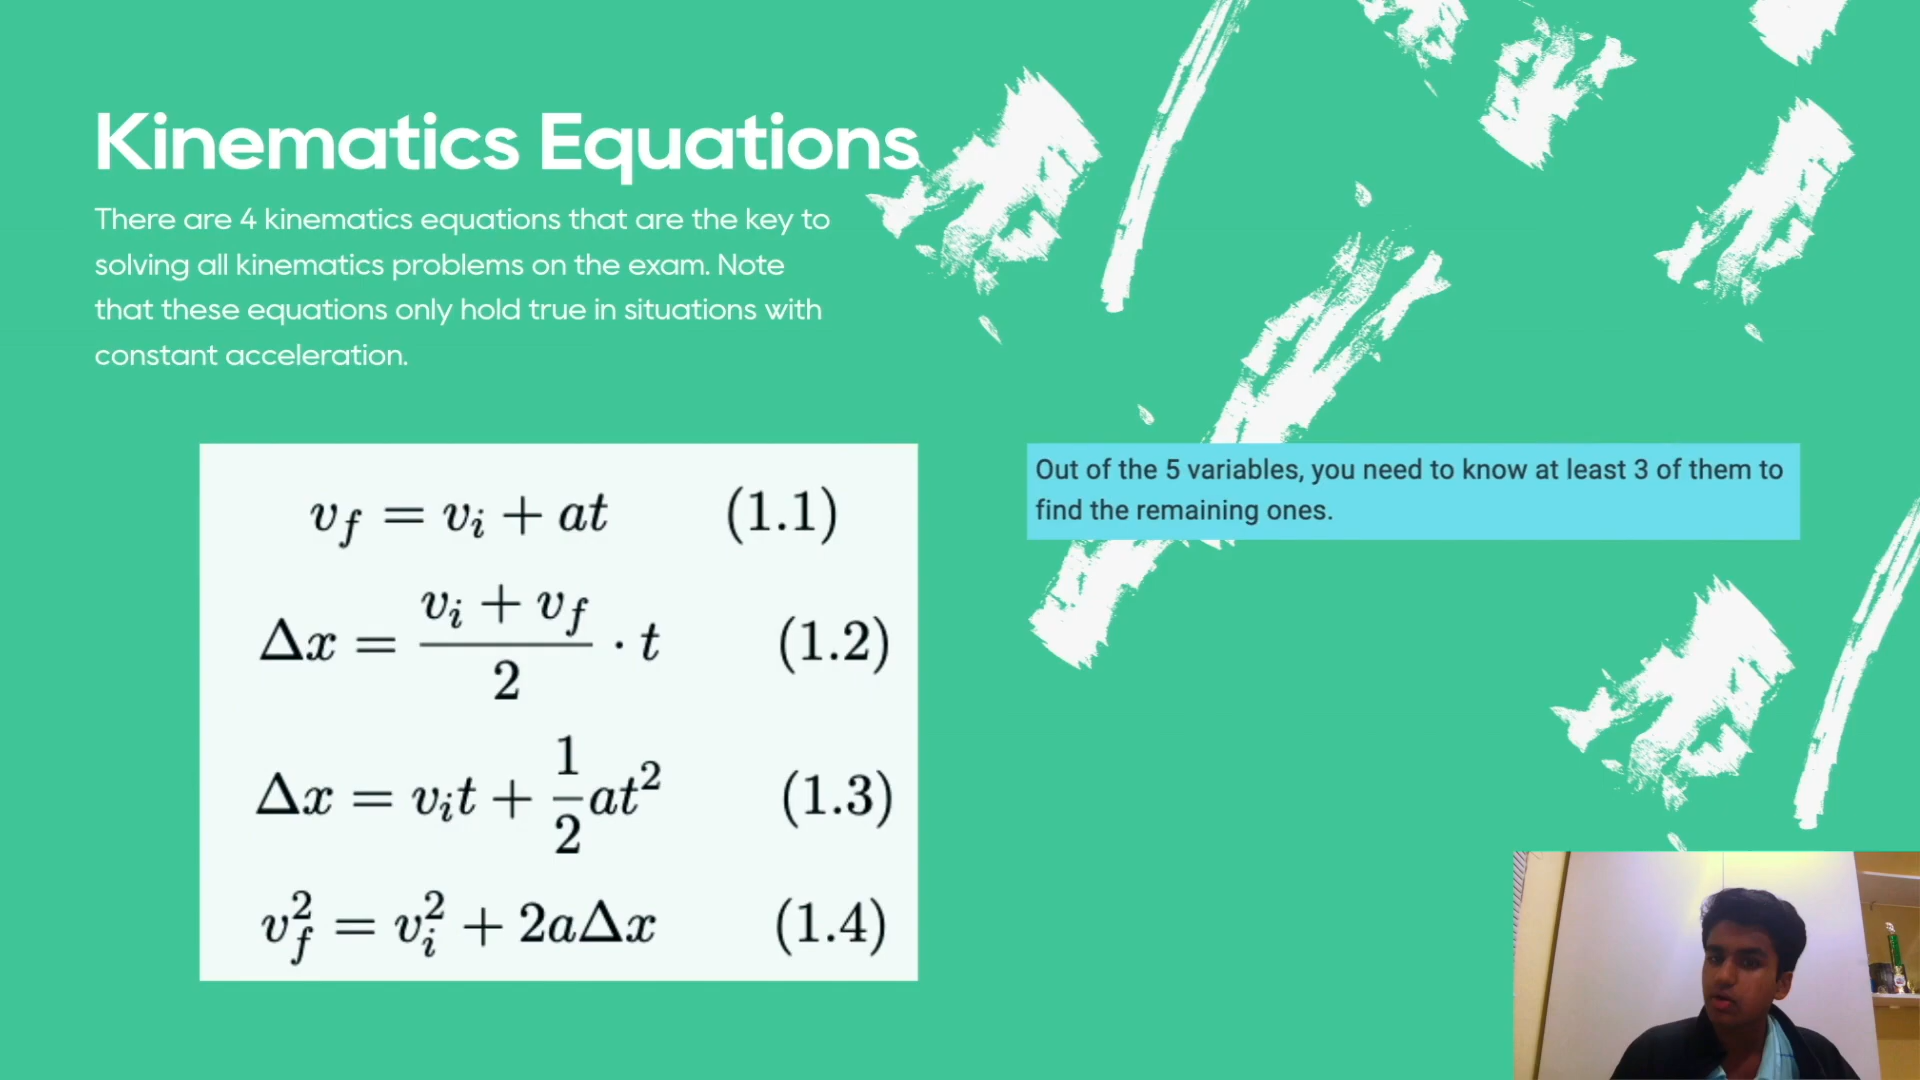 Kinematics Equations
There are 4 kinematics equations that are the key to
solving all kinematics problems on the exam. Note
that these equations only hold true in situations with
constant acceleration.
v_f = v_i + at (1.1)
Δx = \frac{v_i + v_f}{2} · t (1.2)
Δx = v_i t + \frac{1}{2} at^2 (1.3)
v_f^2 = v_i^2 + 2aΔx (1.4)
Out of the 5 variables, you need to know at least 3 of them to
find the remaining ones.